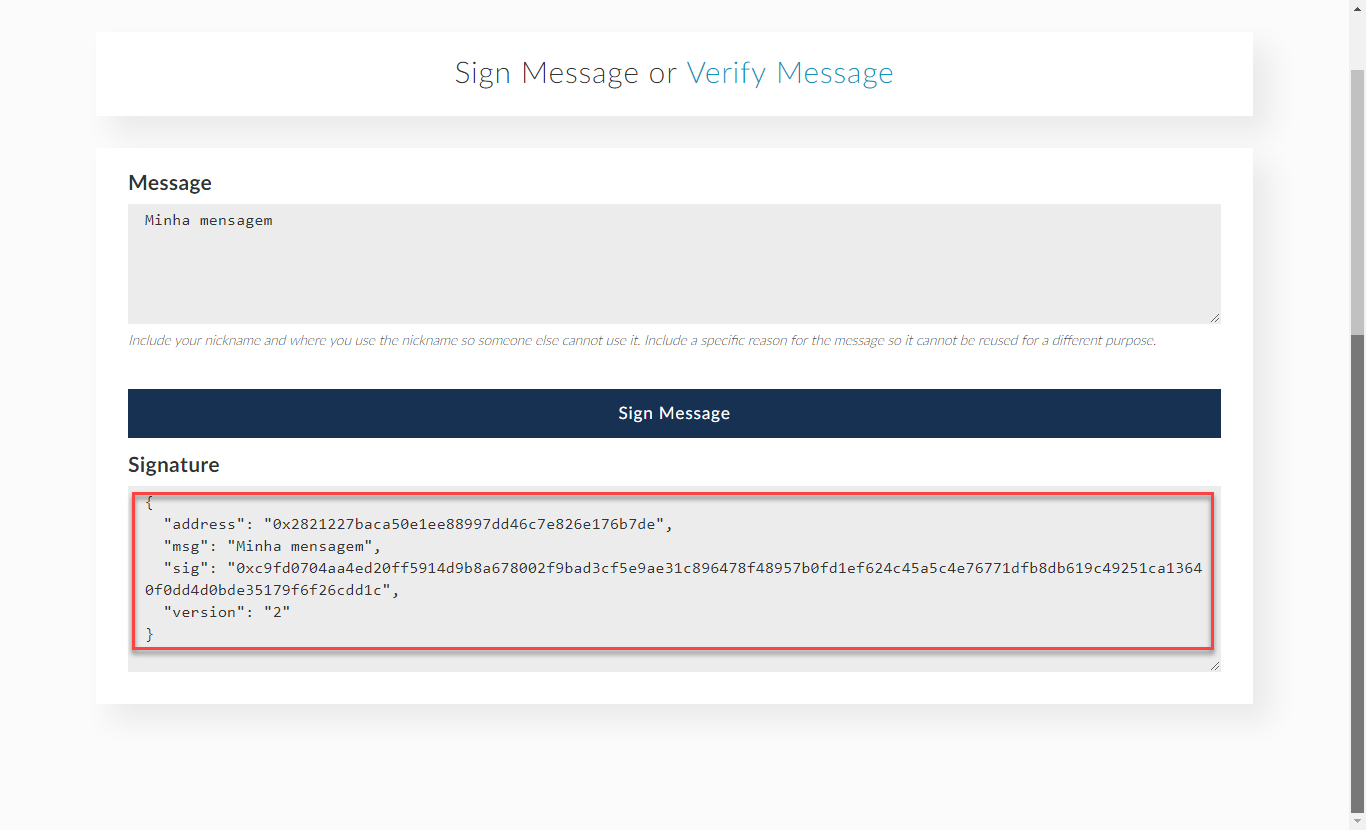 Sign Message or Verify Message
Message
Minha mensagem
Include your nickname and where you use the nickname so someone else cannot use it. Include a specific reason for the message so it cannot be reused for a different purpose.
Sign Message
Signature
{
  "address": "0x2821227baca50e1ee88997dd46c7e826e176b7de",
  "msg": "Minha mensagem",
  "sig": "0xc9fd0704aa4ed20ff5914d9b8a678002f9bad3cf5e9ae31c896478f48957b0fd1ef624c45a5c4e76771dfb8db619c49251ca1364
0f0dd4d0bde35179f6f26cdd1c",
  "version": "2"
}